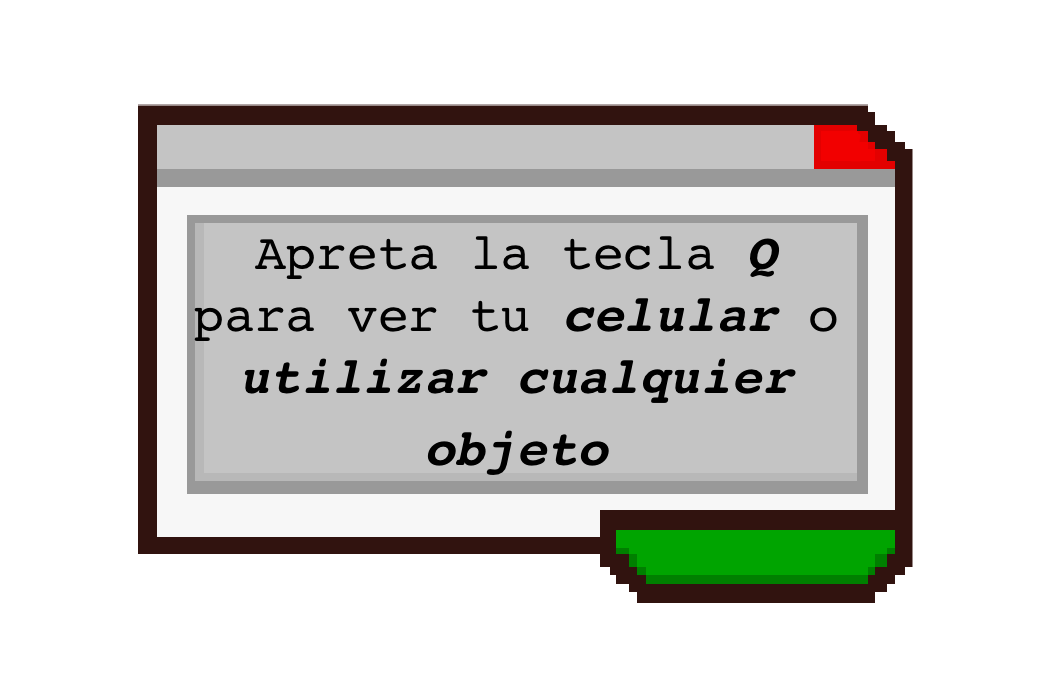 Apreta la tecla Q
para ver tu celular o
utilizar cualquier
objeto